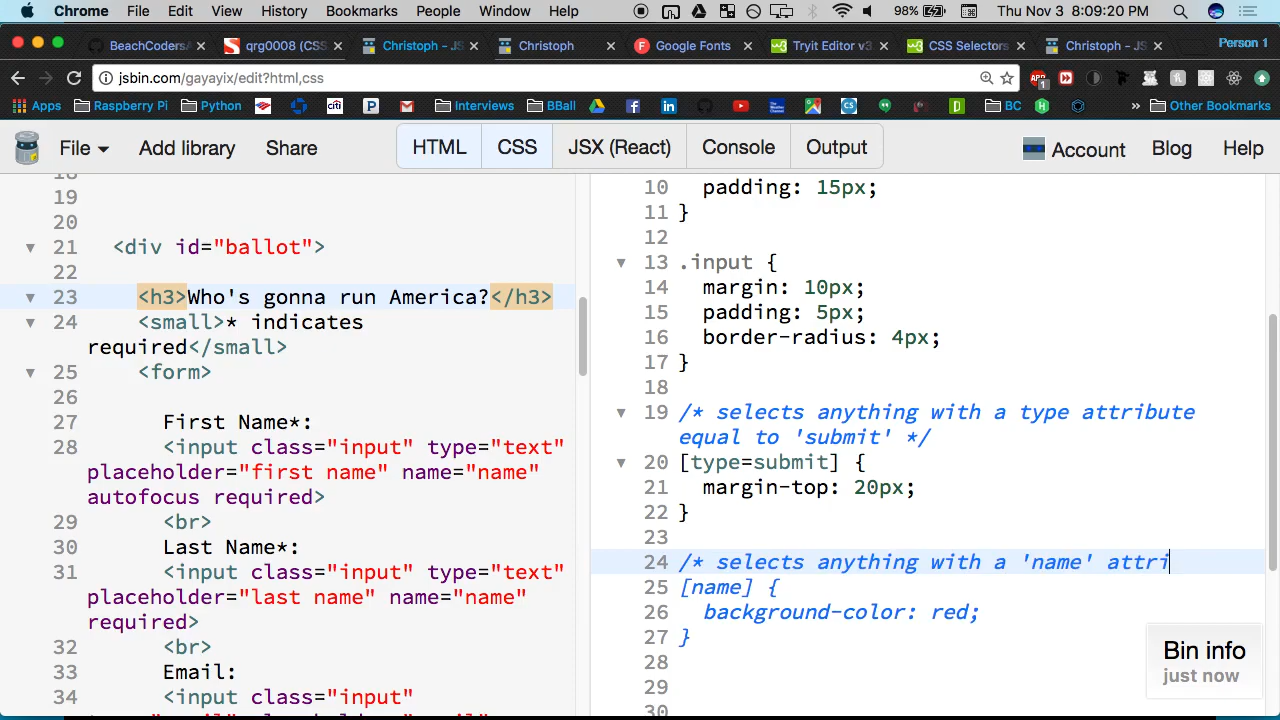 Chrome File Edit View History Bookmarks People Window Help 98% Thu Nov 3 8:09:20 PM
BeachCoders qrg0008 (CSS Christoph - JS Christoph Google Fonts Tryit Editor v3 CSS Selectors Christoph - JS Person 1
jsbin.com/gayayix/edit?html,css
Apps Raspberry Pi Python Interviews BBall BC » Other Bookmarks
File Add library Share HTML CSS JSX (React) Console Output Account Blog Help
18
19
20
21 <div id="ballot">
22
23 <h3>Who's gonna run America?</h3>
24 <small>* indicates
required</small>
25 <form>
26
27 First Name*:
28 <input class="input" type="text"
placeholder="first name" name="name"
autofocus required>
29 <br>
30 Last Name*:
31 <input class="input" type="text"
placeholder="last name" name="name"
required>
32 <br>
33 Email:
34 <input class="input"
10 padding: 15px;
11 }
12
13 .input {
14 margin: 10px;
15 padding: 5px;
16 border-radius: 4px;
17 }
18
19 /* selects anything with a type attribute
equal to 'submit' */
20 [type=submit] {
21 margin-top: 20px;
22 }
23
24 /* selects anything with a 'name' attri
25 [name] {
26 background-color: red;
27 }
28
29
30
Bin info
just now